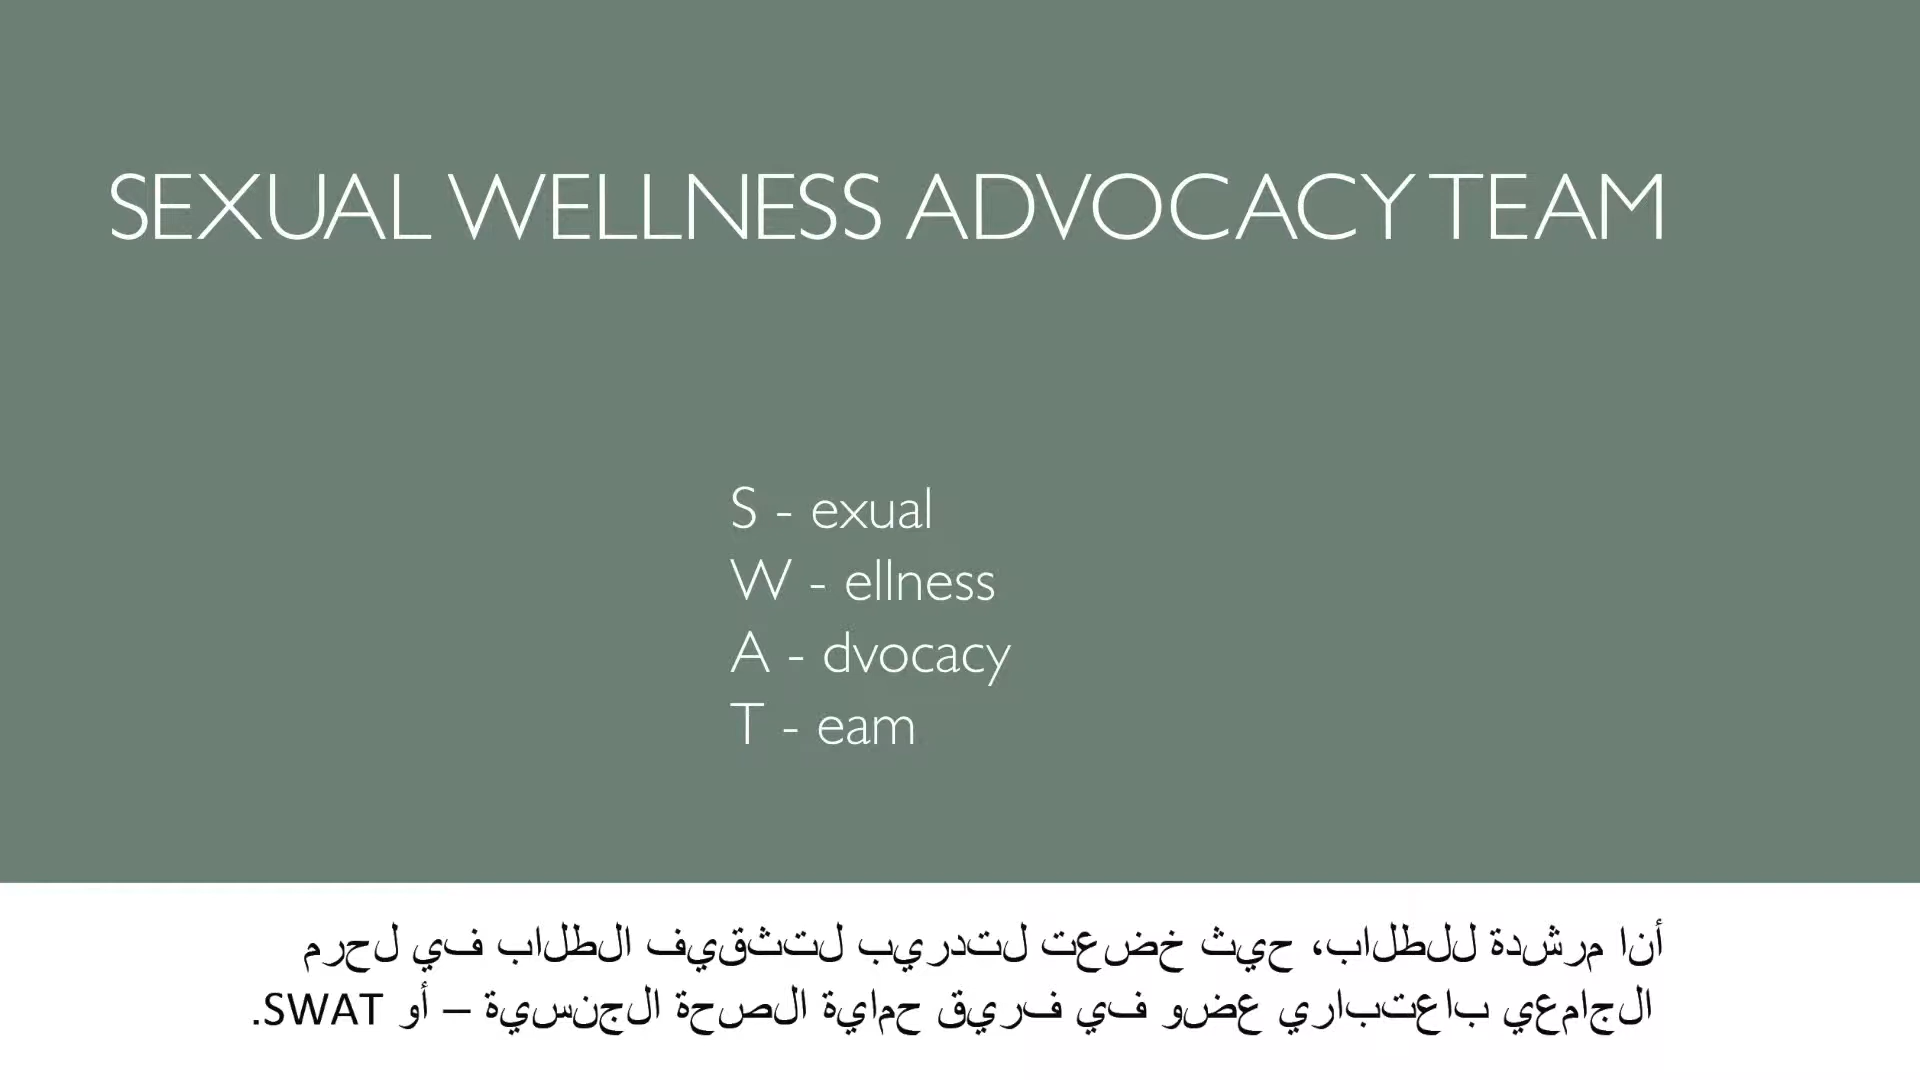 SEXUAL WELLNESS ADVOCACY TEAM
S - exual
W - ellness
A - dvocacy
T - eam
أنا مرشدة للطلاب، حيث خضعت لتدريب لتثقيف الطلاب في لحرم
الجامعي باعتباري عضو في فريق حماية الصحة الجنسية – أو SWAT.